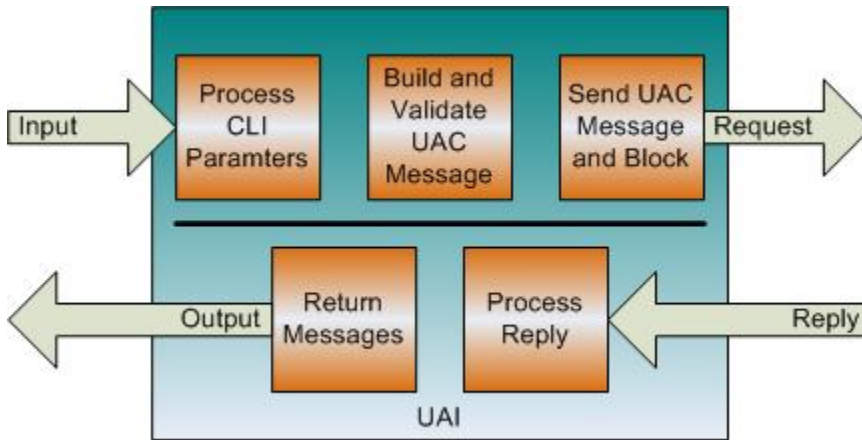 Input
Process
CLI
Paramters
Build and
Validate
UAC
Message
Send UAC
Message
and Block
Request
Output
Return
Messages
Process
Reply
Reply
UAI